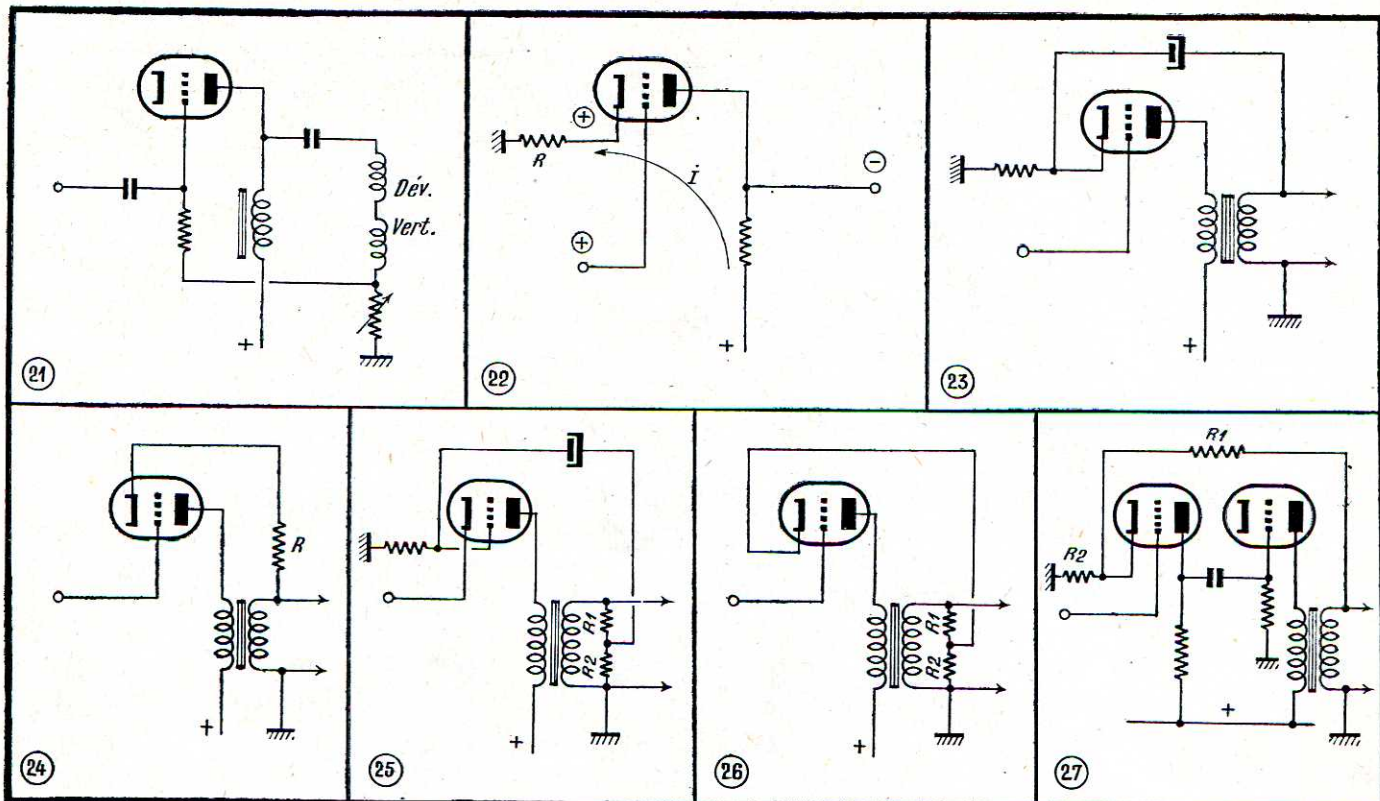 Dév.
Vert.
+
21
+
R
i
+
-
+
22
+
23
R
+
24
R1
R2
+
25
R1
R2
+
26
R1
R2
+
27